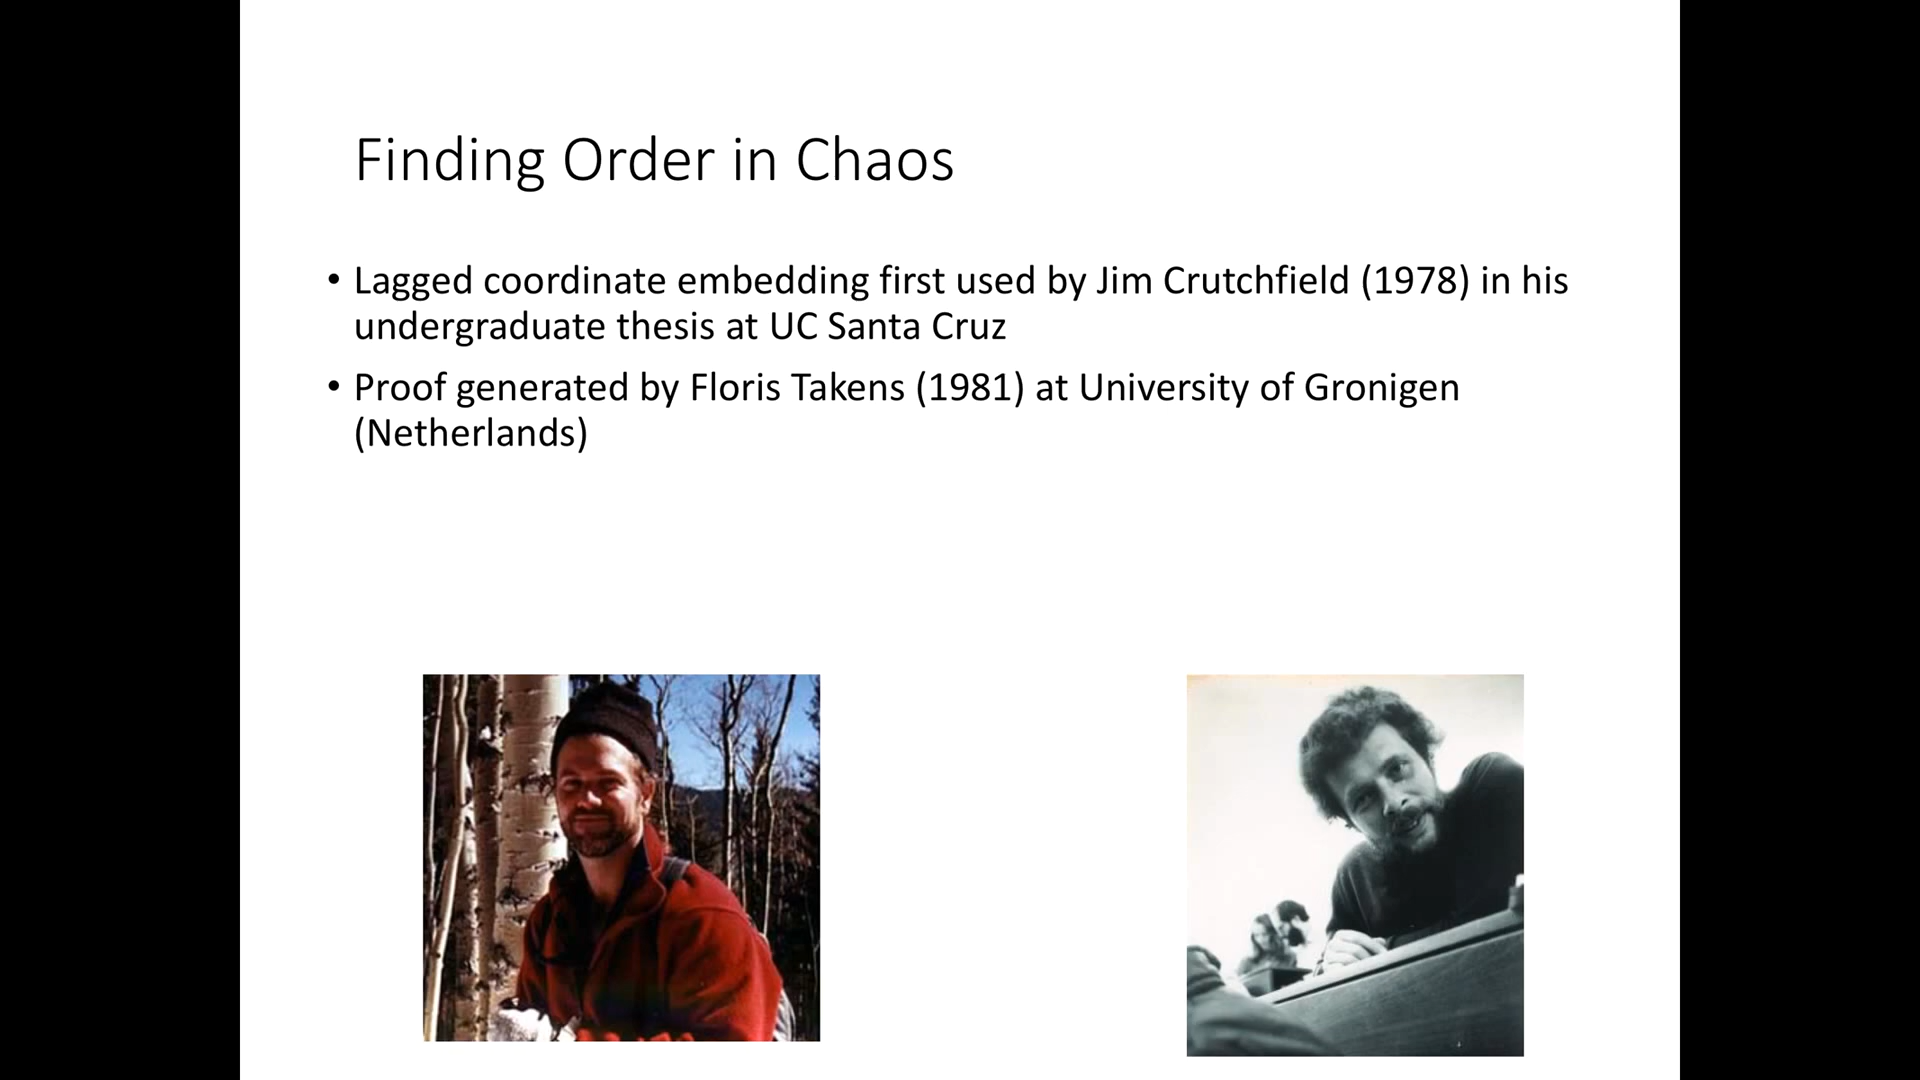 Finding Order in Chaos
• Lagged coordinate embedding first used by Jim Crutchfield (1978) in his
undergraduate thesis at UC Santa Cruz
• Proof generated by Floris Takens (1981) at University of Gronigen
(Netherlands)